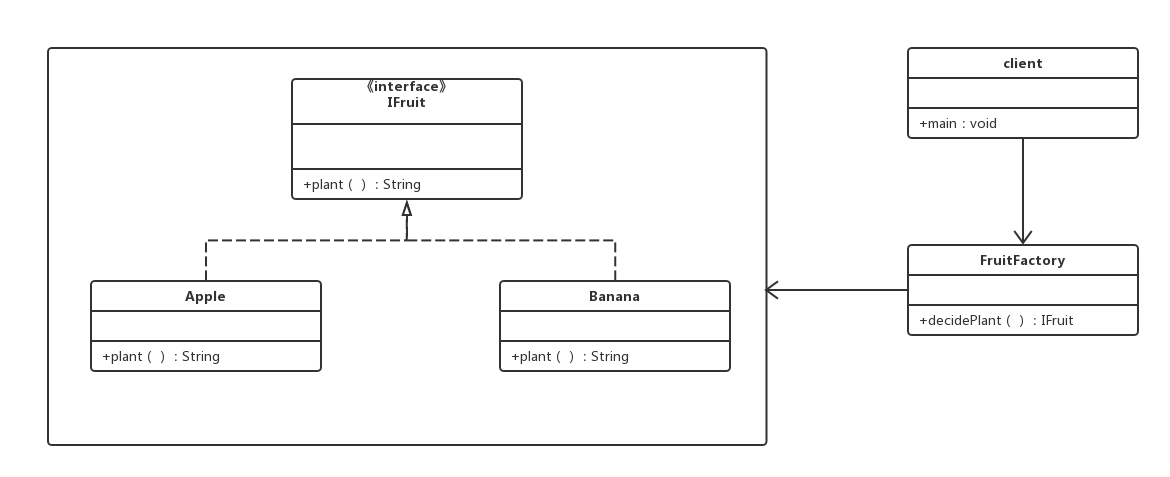 《interface》
IFruit
+plant ( ) : String
Apple
+plant ( ) : String
Banana
+plant ( ) : String
client
+main : void
FruitFactory
+decidePlant ( ) : IFruit